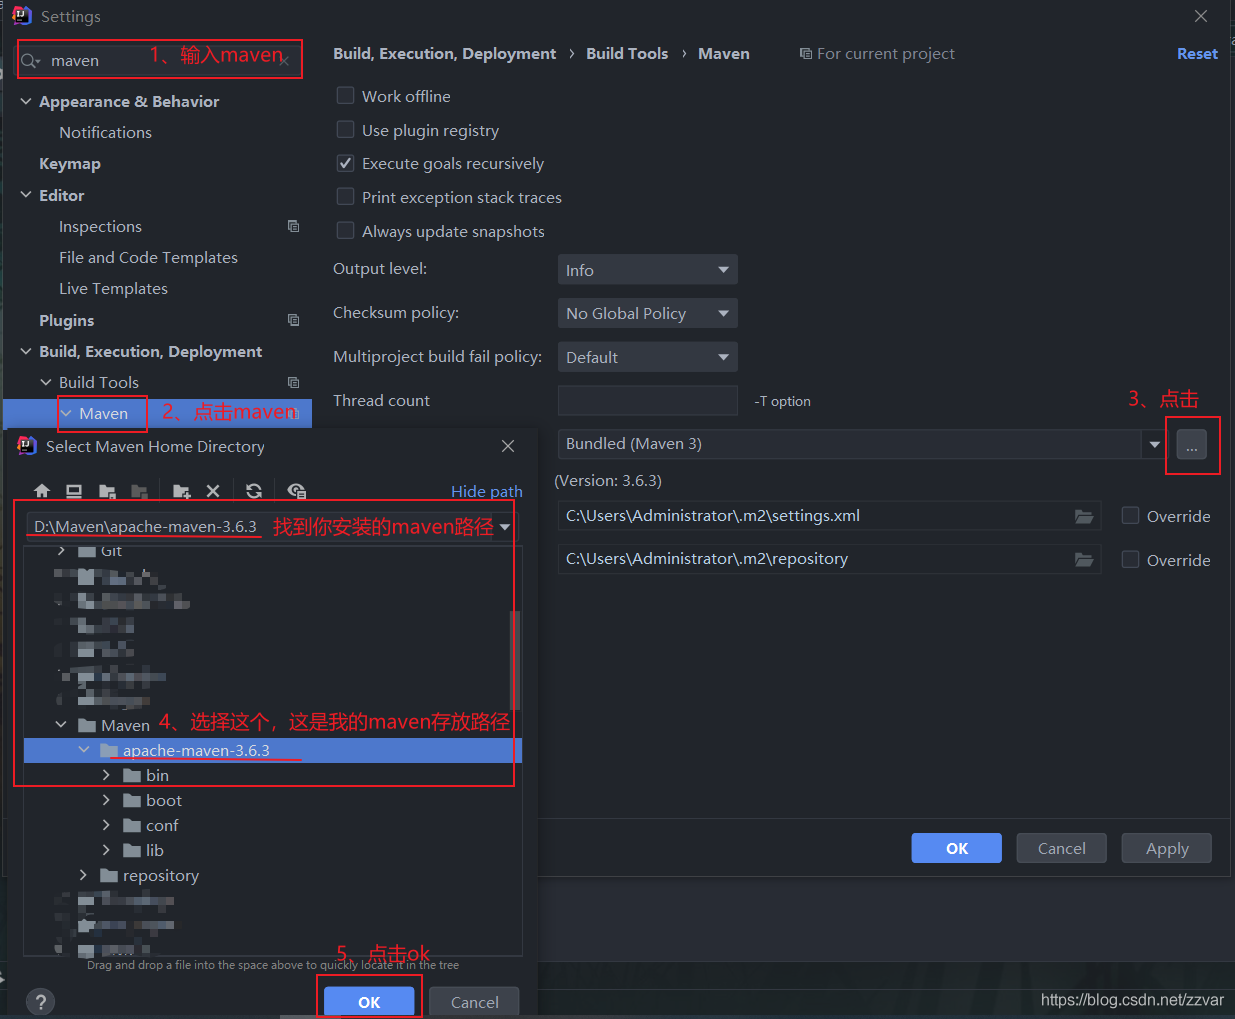 Settings
maven
1、输入maven
Build, Execution, Deployment › Build Tools › Maven
For current project
Reset
Appearance & Behavior
Notifications
Keymap
Editor
Inspections
File and Code Templates
Live Templates
Plugins
Build, Execution, Deployment
Build Tools
Maven
2、点击maven
Work offline
Use plugin registry
Execute goals recursively
Print exception stack traces
Always update snapshots
Output level:
Info
Checksum policy:
No Global Policy
Multiproject build fail policy:
Default
Thread count
-T option
3、点击
Bundled (Maven 3)
...
(Version: 3.6.3)
C:\Users\Administrator\.m2\settings.xml
Override
C:\Users\Administrator\.m2\repository
Override
OK
Cancel
Apply
Select Maven Home Directory
Hide path
D:\Maven\apache-maven-3.6.3
找到你安装的maven路径
Git
Maven
4、选择这个，这是我的maven存放路径
apache-maven-3.6.3
bin
boot
conf
lib
repository
5、点击ok
Drag and drop a file into the space above to quickly locate it in the tree
?
OK
Cancel
https://blog.csdn.net/zzvar